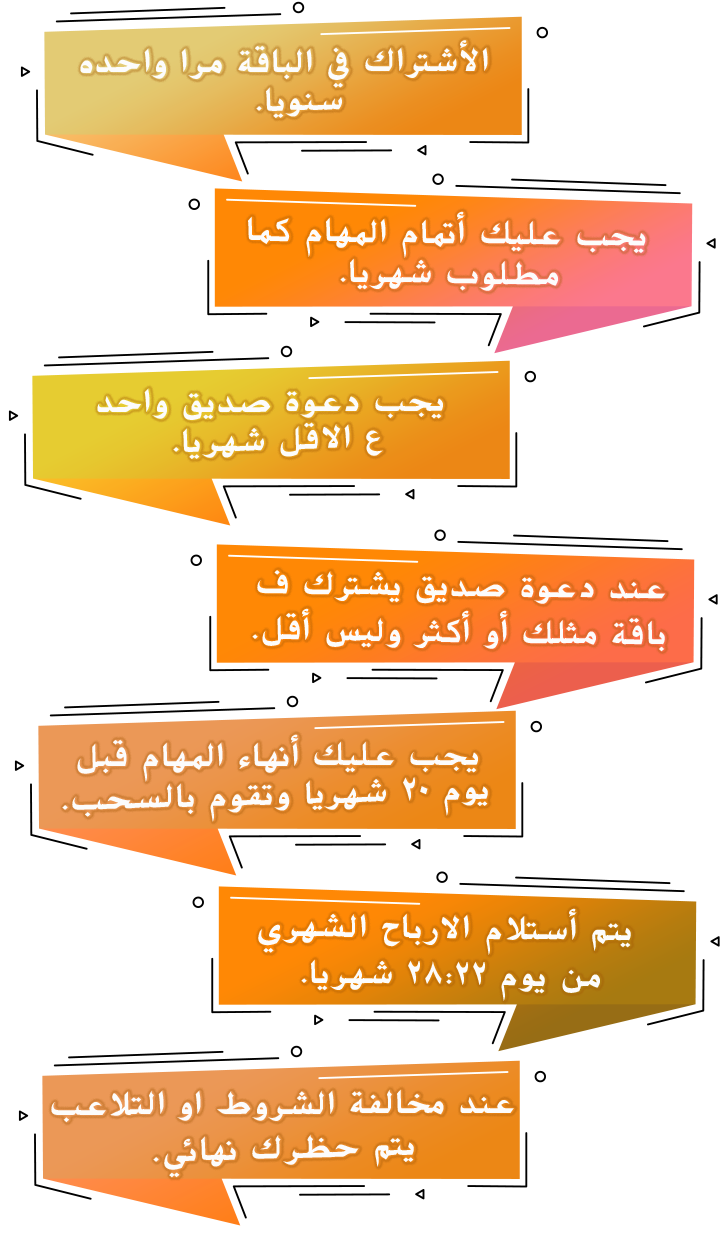 الأشتراك في الباقة مرا واحده
سنويا.
يجب عليك أتمام المهام كما
مطلوب شهريا.
يجب دعوة صديق واحد
ع الاقل شهريا.
عند دعوة صديق يشترك ف
باقة مثلك أو أكثر وليس أقل.
يجب عليك أنهاء المهام قبل
يوم ٢٠ شهريا وتقوم بالسحب.
يتم أستلام الارباح الشهري
من يوم ٢٨:٢٢ شهريا.
عند مخالفة الشروط او التلاعب
يتم حظرك نهائي.